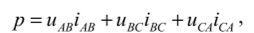 p = u_{AB}i_{AB} + u_{BC}i_{BC} + u_{CA}i_{CA} ,